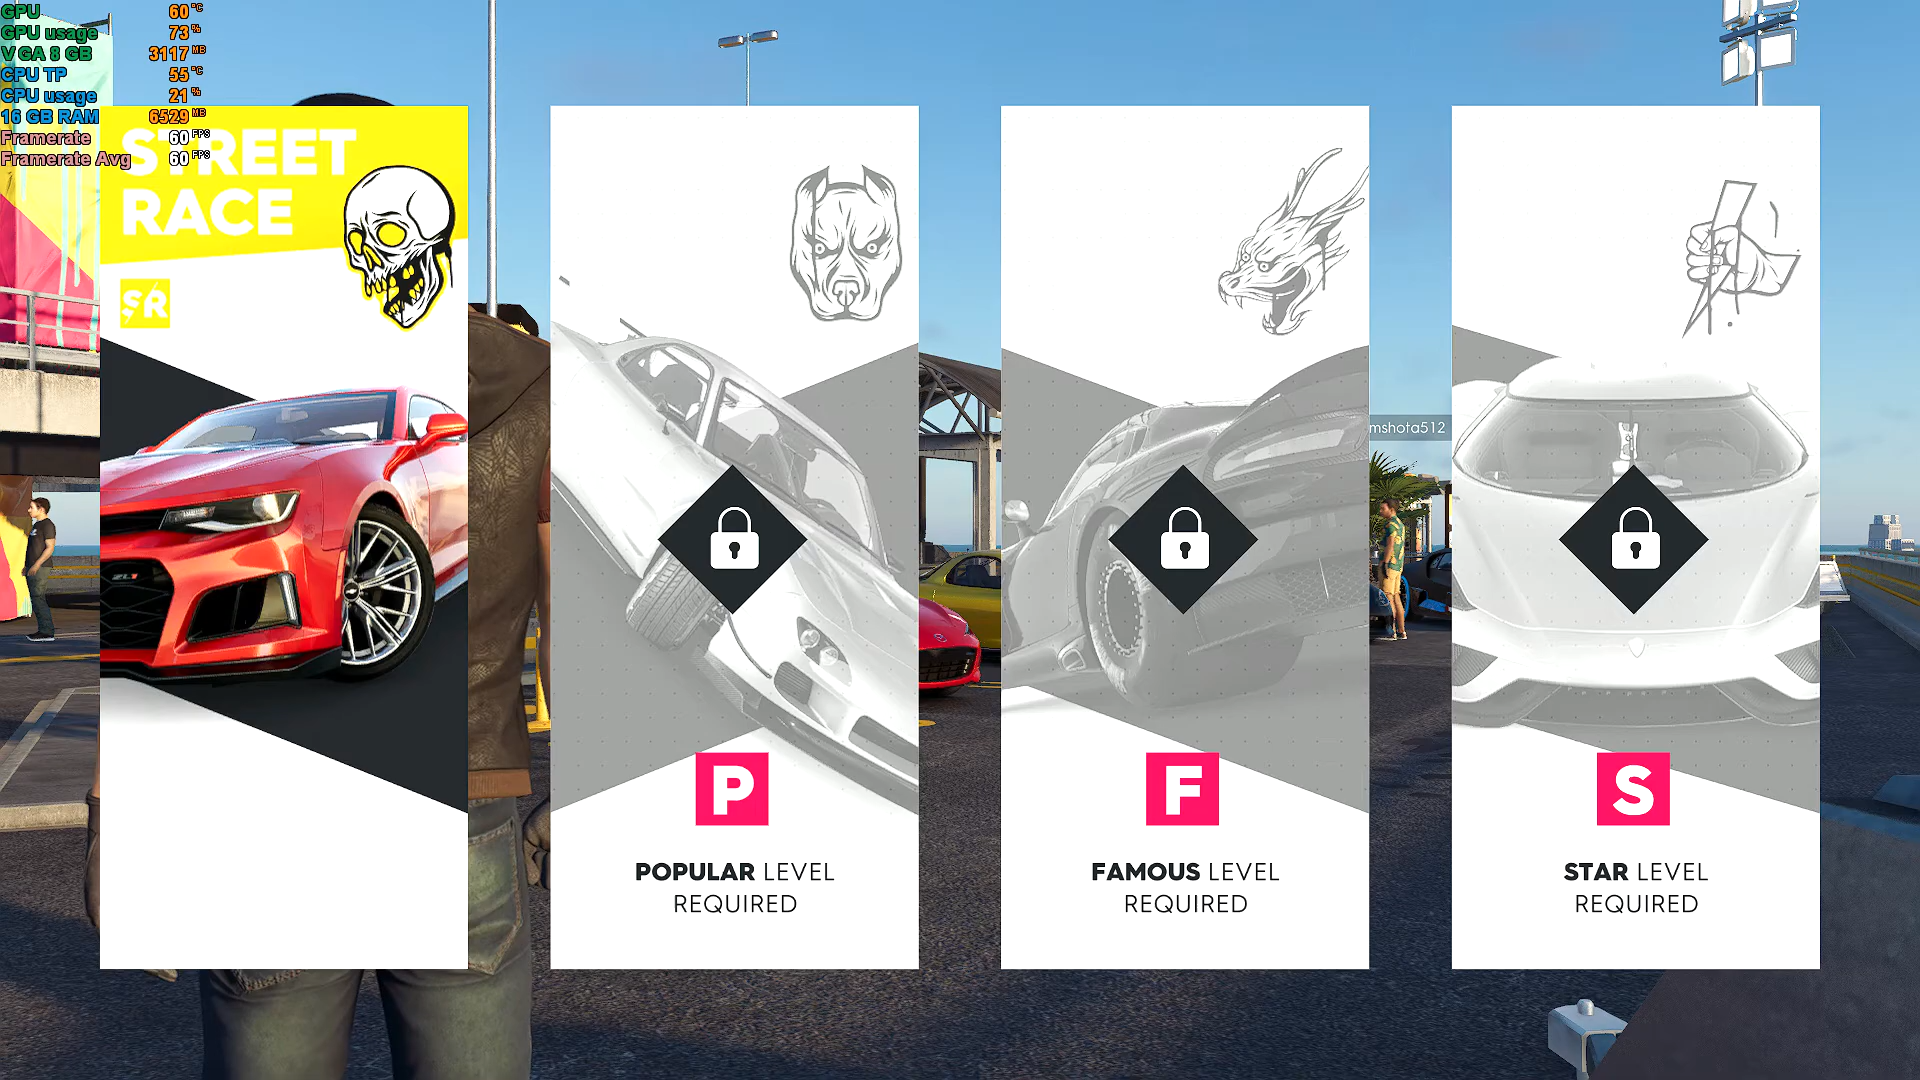 GPU 60 °C
GPU usage 73 %
VGA 8 GB 3117 MB
CPU TP 55 °C
CPU usage 21 %
16 GB RAM 6529 MB
Framerate 60 FPS
Framerate Avg 60 FPS
STREET
RACE
SR
ZL1
mshota512
P
POPULAR LEVEL
REQUIRED
F
FAMOUS LEVEL
REQUIRED
S
STAR LEVEL
REQUIRED